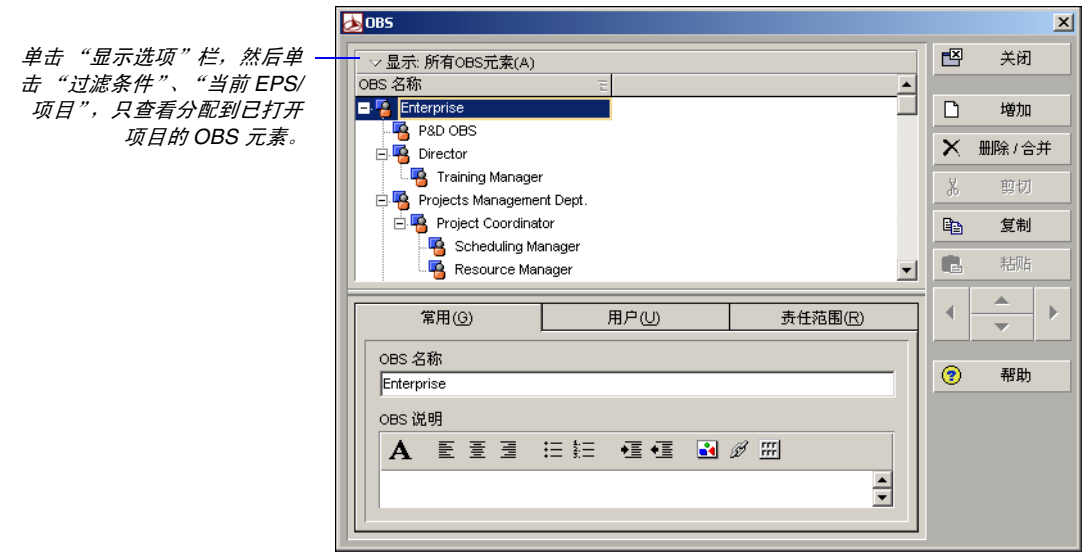 单击 “显示选项”栏，然后单
击 “过滤条件”、“当前 EPS/
项目”，只查看分配到已打开
项目的 OBS 元素。
OBS
显示: 所有OBS元素(A)
OBS 名称
Enterprise
P&D OBS
Director
Training Manager
Projects Management Dept.
Project Coordinator
Scheduling Manager
Resource Manager
常用(G)
用户(U)
责任范围(R)
OBS 名称
Enterprise
OBS 说明
A
关闭
增加
删除 / 合并
剪切
复制
粘贴
帮助